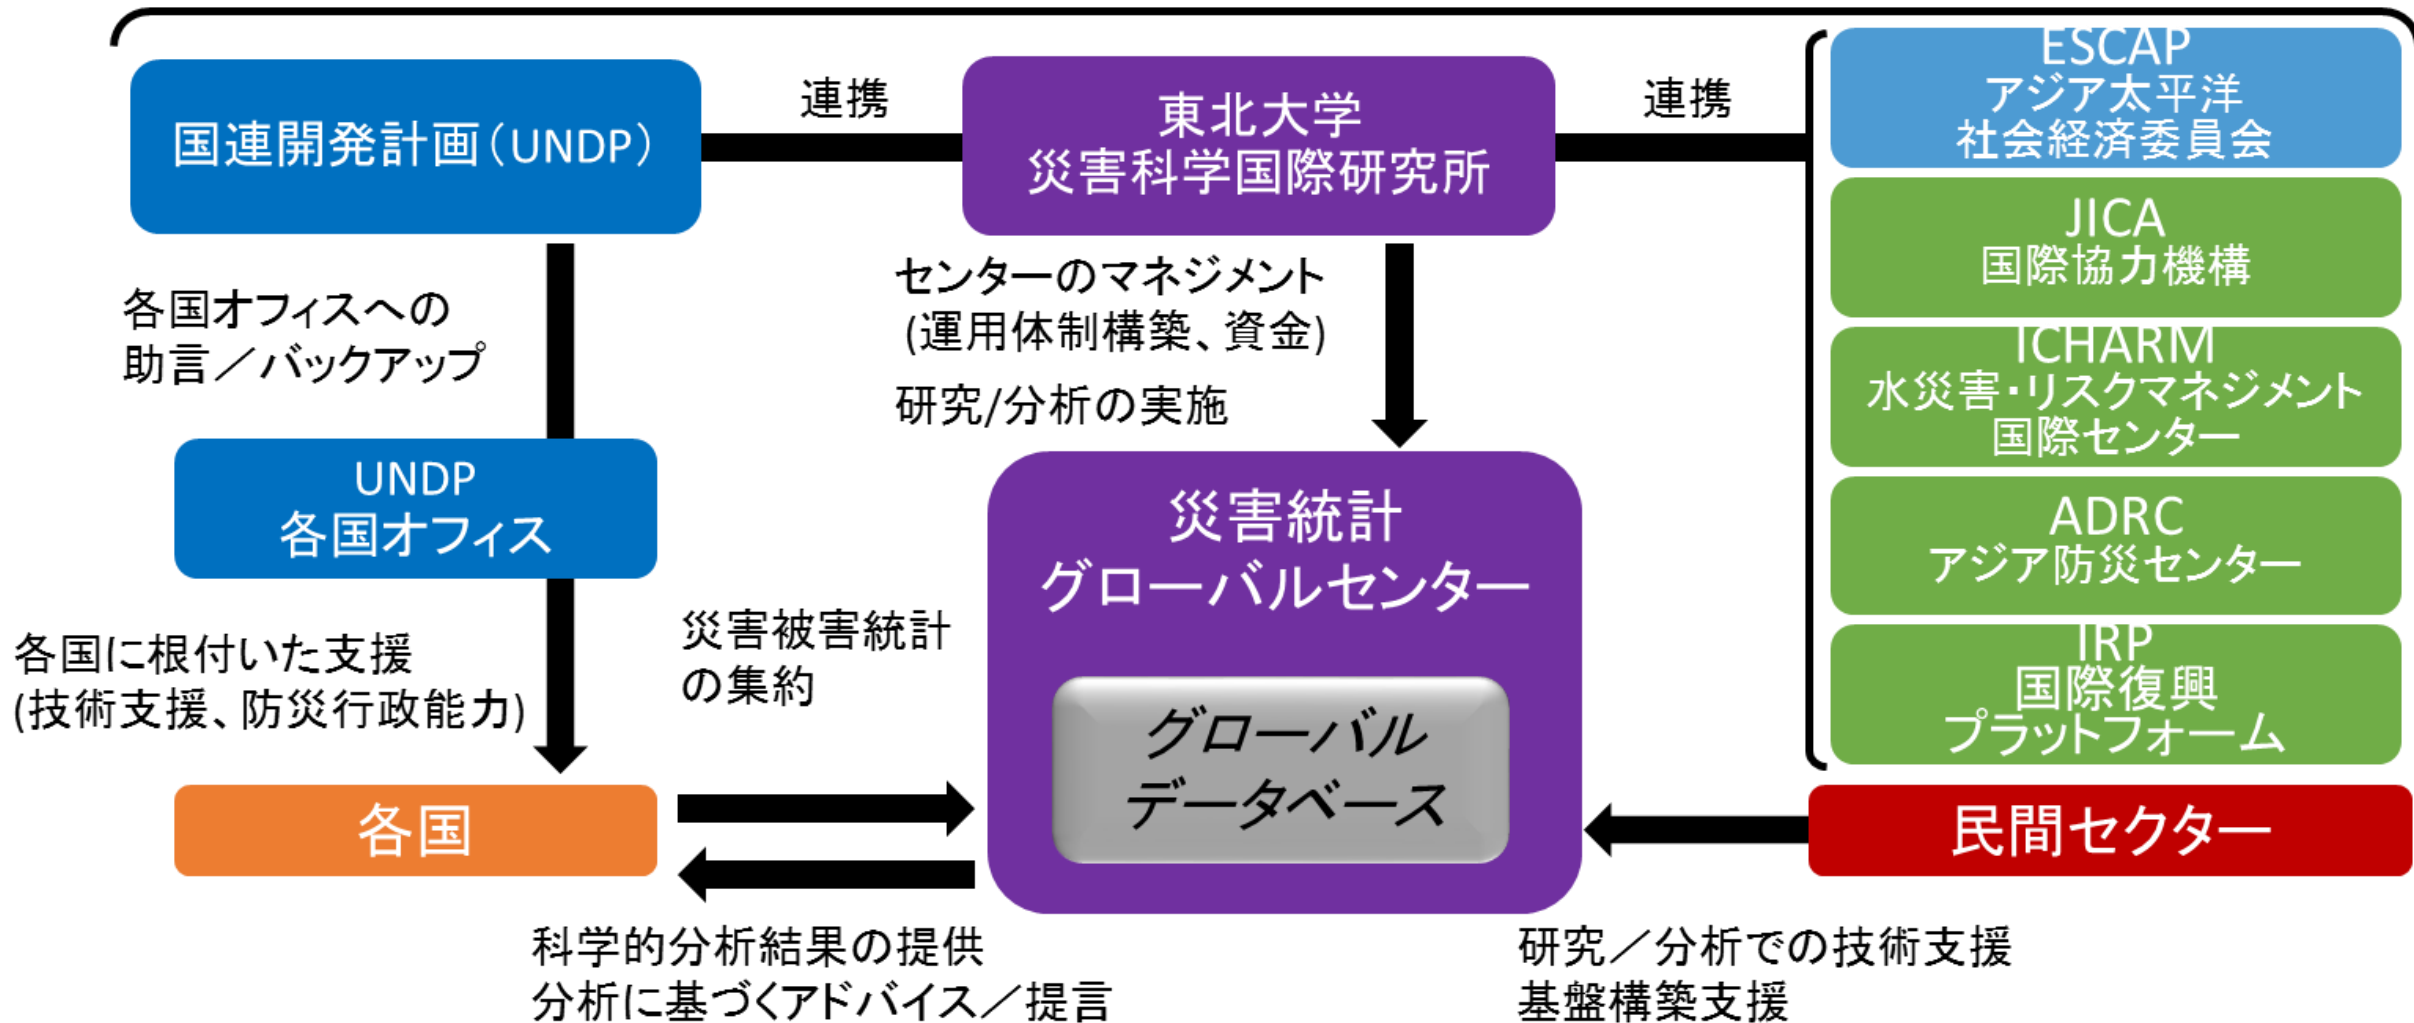 国連開発計画（UNDP）
連携
東北大学
災害科学国際研究所
連携
ESCAP
アジア太平洋
社会経済委員会
JICA
国際協力機構
ICHARM
水災害・リスクマネジメント
国際センター
ADRC
アジア防災センター
IRP
国際復興
プラットフォーム
各国オフィスへの
助言／バックアップ
センターのマネジメント
(運用体制構築、資金)
研究/分析の実施
UNDP
各国オフィス
災害統計
グローバルセンター
グローバル
データベース
各国に根付いた支援
(技術支援、防災行政能力)
災害被害統計
の集約
各国
民間セクター
科学的分析結果の提供
分析に基づくアドバイス／提言
研究／分析での技術支援
基盤構築支援